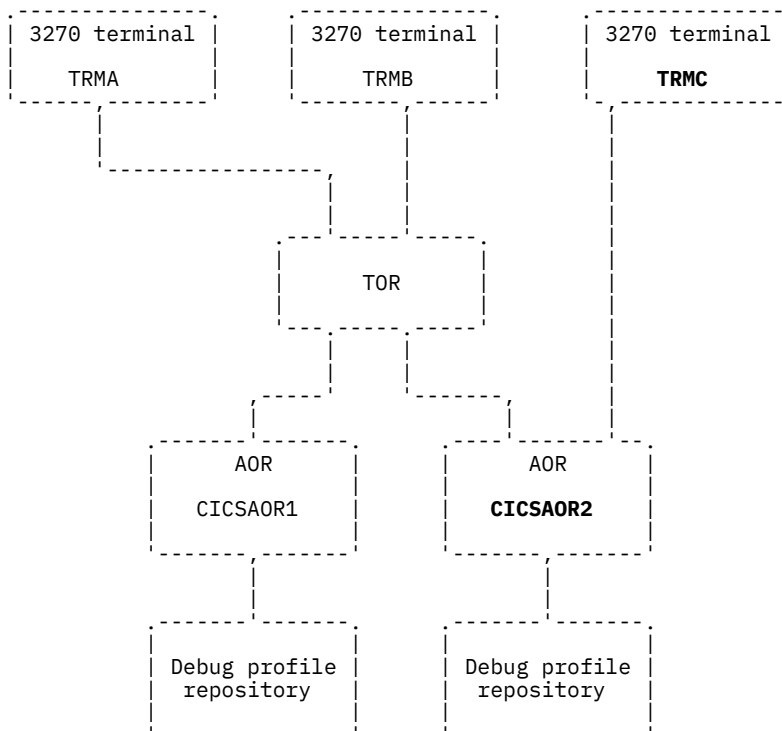 3270 terminal 3270 terminal 3270 terminal
TRMA TRMB TRMC
TOR
AOR AOR
CICSAOR1 CICSAOR2
Debug profile Debug profile
repository repository